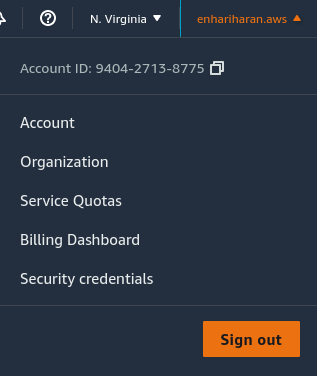 N. Virginia
enhariharan.aws
Account ID: 9404-2713-8775
Account
Organization
Service Quotas
Billing Dashboard
Security credentials
Sign out